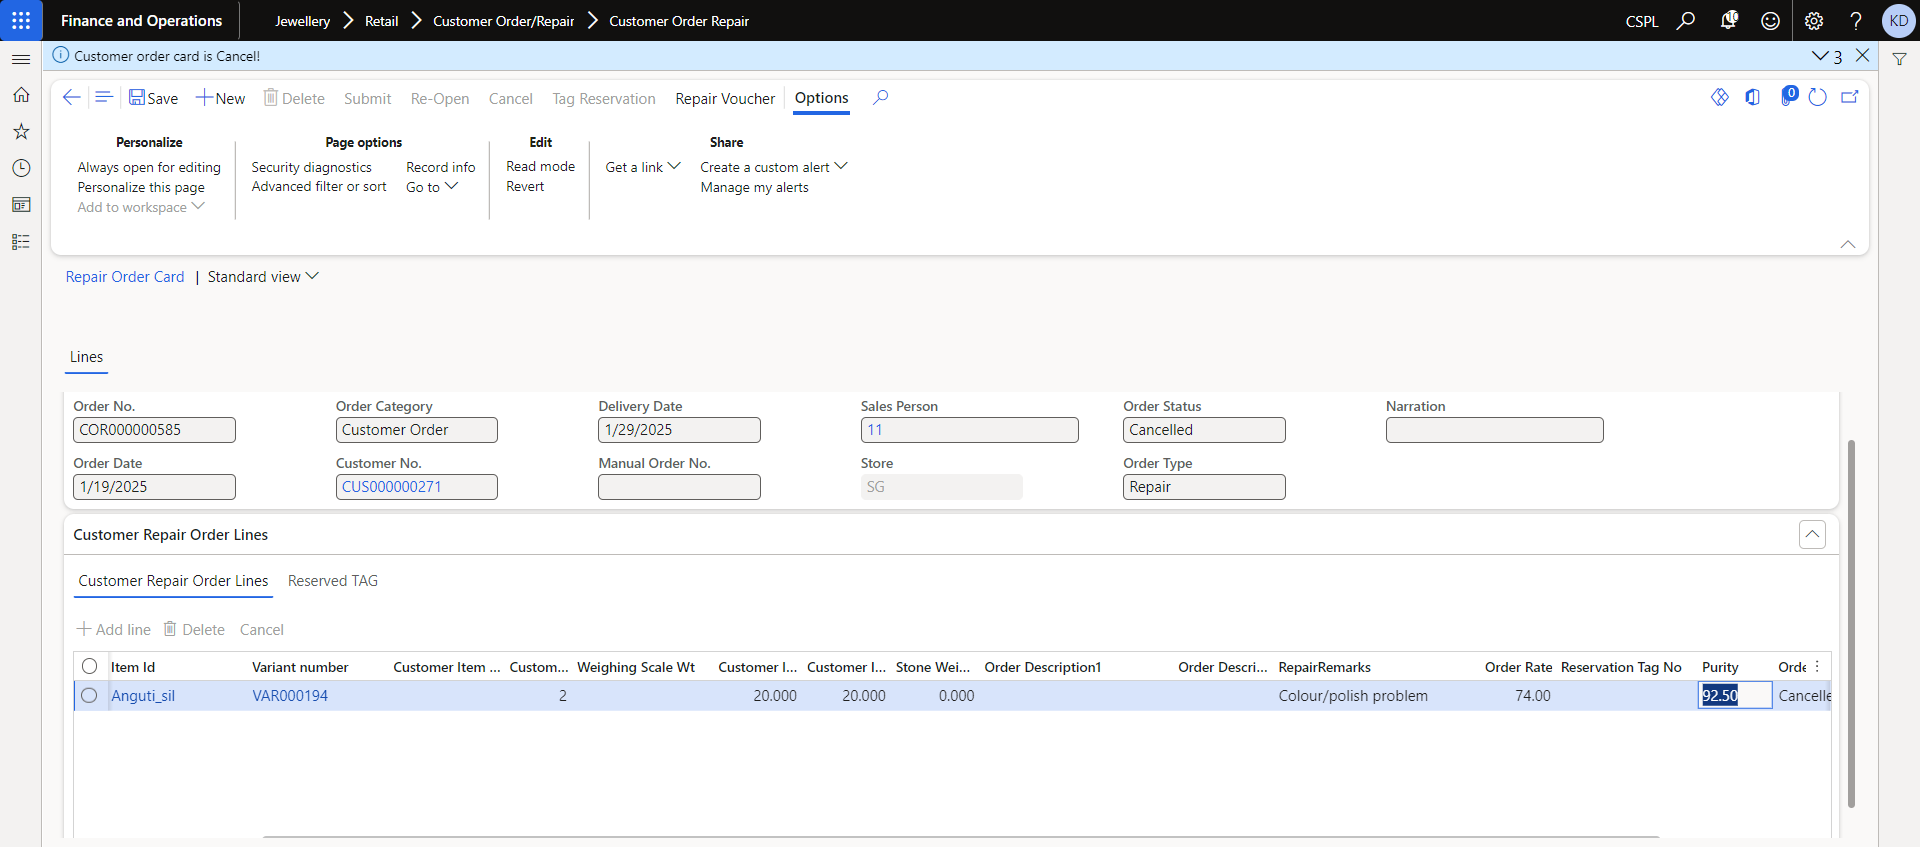 Finance and Operations
Jewellery > Retail > Customer Order/Repair > Customer Order Repair
CSPL
10
KD
Customer order card is Cancel!
3
Save
New
Delete
Submit
Re-Open
Cancel
Tag Reservation
Repair Voucher
Options
0
Personalize
Always open for editing
Personalize this page
Add to workspace
Page options
Security diagnostics
Advanced filter or sort
Record info
Go to
Edit
Read mode
Revert
Share
Get a link
Create a custom alert
Manage my alerts
Repair Order Card | Standard view
Lines
Order No.
COR000000585
Order Category
Customer Order
Delivery Date
1/29/2025
Sales Person
11
Order Status
Cancelled
Narration
Order Date
1/19/2025
Customer No.
CUS000000271
Manual Order No.
Store
SG
Order Type
Repair
Customer Repair Order Lines
Customer Repair Order Lines
Reserved TAG
Add line
Delete
Cancel
Item Id Variant number Customer Item ... Custom... Weighing Scale Wt Customer I... Customer I... Stone Wei... Order Description1 Order Descri... RepairRemarks Order Rate Reservation Tag No Purity Orde
Anguti_sil VAR000194 2 20.000 20.000 0.000 Colour/polish problem 74.00 92.50 Cancelle